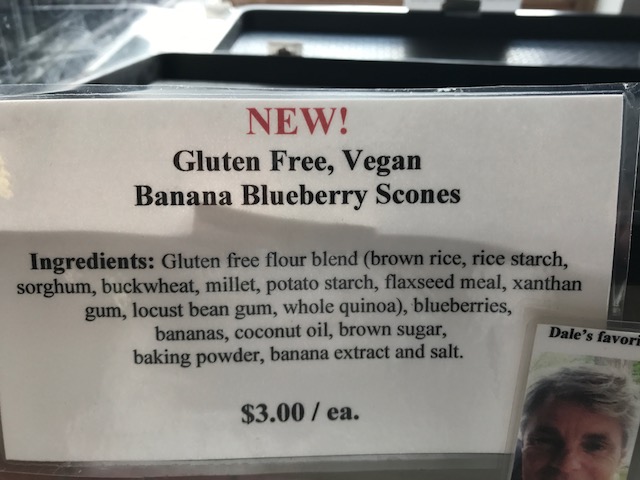 NEW!
Gluten Free, Vegan
Banana Blueberry Scones
Ingredients: Gluten free flour blend (brown rice, rice starch,
sorghum, buckwheat, millet, potato starch, flaxseed meal, xanthan
gum, locust bean gum, whole quinoa), blueberries,
bananas, coconut oil, brown sugar,
baking powder, banana extract and salt.
$3.00 / ea.
Dale's favori